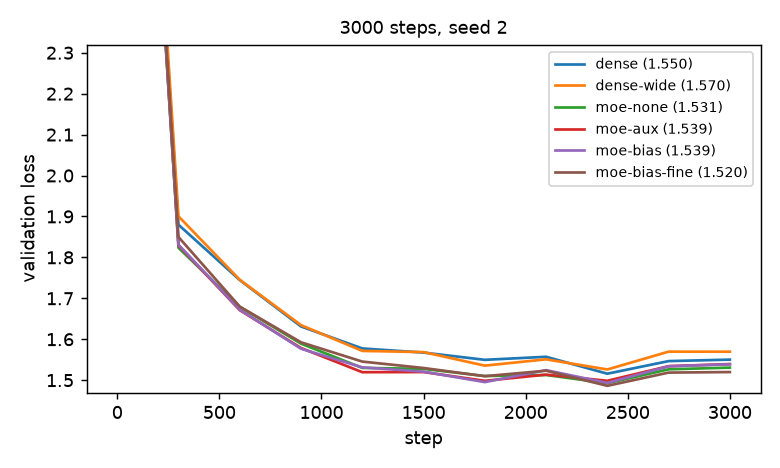 3000 steps, seed 2
validation loss
2.3
2.2
2.1
2.0
1.9
1.8
1.7
1.6
1.5
dense (1.550)
dense-wide (1.570)
moe-none (1.531)
moe-aux (1.539)
moe-bias (1.539)
moe-bias-fine (1.520)
0
500
1000
1500
2000
2500
3000
step